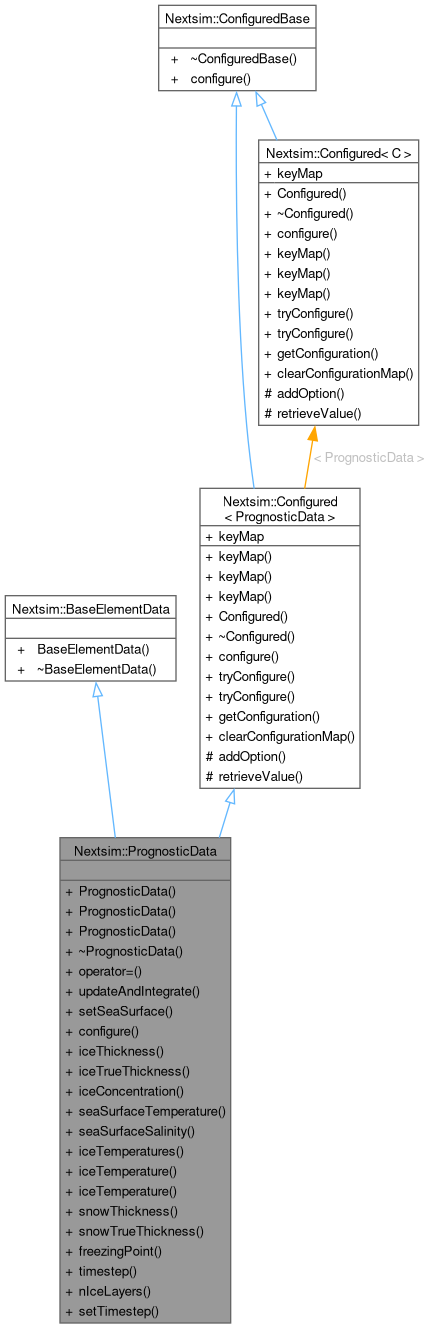 Nextsim::ConfiguredBase
+ ~ConfiguredBase()
+ configure()
Nextsim::Configured< C >
+ keyMap
+ Configured()
+ ~Configured()
+ configure()
+ keyMap()
+ keyMap()
+ keyMap()
+ tryConfigure()
+ tryConfigure()
+ getConfiguration()
+ clearConfigurationMap()
# addOption()
# retrieveValue()
< PrognosticData >
Nextsim::Configured
< PrognosticData >
+ keyMap
+ keyMap()
+ keyMap()
+ keyMap()
+ Configured()
+ ~Configured()
+ configure()
+ tryConfigure()
+ tryConfigure()
+ getConfiguration()
+ clearConfigurationMap()
# addOption()
# retrieveValue()
Nextsim::BaseElementData
+ BaseElementData()
+ ~BaseElementData()
Nextsim::PrognosticData
+ PrognosticData()
+ PrognosticData()
+ PrognosticData()
+ ~PrognosticData()
+ operator=()
+ updateAndIntegrate()
+ setSeaSurface()
+ configure()
+ iceThickness()
+ iceTrueThickness()
+ iceConcentration()
+ seaSurfaceTemperature()
+ seaSurfaceSalinity()
+ iceTemperatures()
+ iceTemperature()
+ iceTemperature()
+ snowThickness()
+ snowTrueThickness()
+ freezingPoint()
+ timestep()
+ nIceLayers()
+ setTimestep()